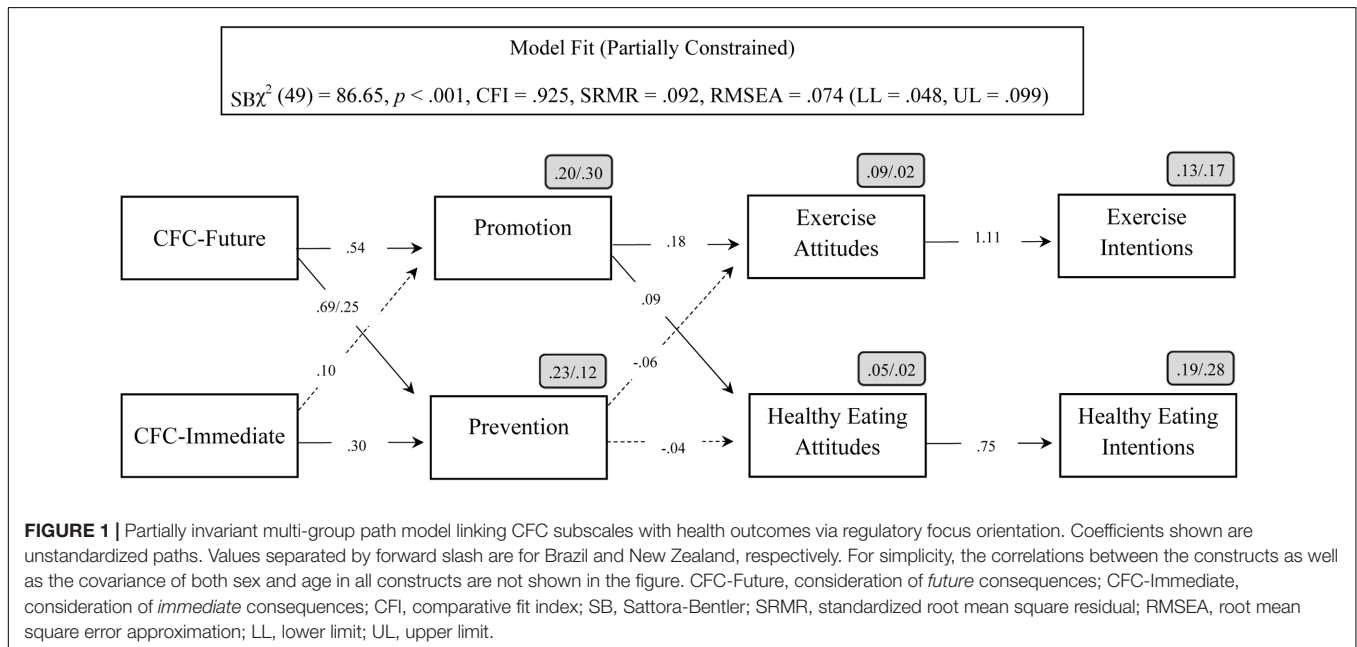 Model Fit (Partially Constrained)
SBχ² (49) = 86.65, p < .001, CFI = .925, SRMR = .092, RMSEA = .074 (LL = .048, UL = .099)
.20/.30
.09/.02
.13/.17
CFC-Future
.54
Promotion
.18
Exercise
Attitudes
1.11
Exercise
Intentions
.69/.25
.09
.10
-.06
.23/.12
.05/.02
.19/.28
CFC-Immediate
.30
Prevention
-.04
Healthy Eating
Attitudes
.75
Healthy Eating
Intentions
FIGURE 1 | Partially invariant multi-group path model linking CFC subscales with health outcomes via regulatory focus orientation. Coefficients shown are
unstandardized paths. Values separated by forward slash are for Brazil and New Zealand, respectively. For simplicity, the correlations between the constructs as well
as the covariance of both sex and age in all constructs are not shown in the figure. CFC-Future, consideration of future consequences; CFC-Immediate,
consideration of immediate consequences; CFI, comparative fit index; SB, Sattora-Bentler; SRMR, standardized root mean square residual; RMSEA, root mean
square error approximation; LL, lower limit; UL, upper limit.